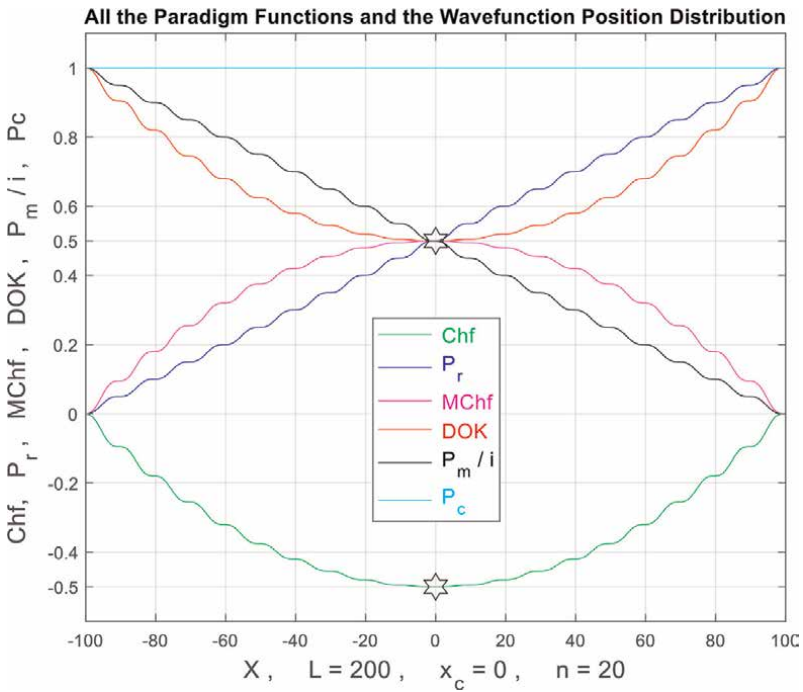 All the Paradigm Functions and the Wavefunction Position Distribution
Chf, P_r , MChf , DOK , P_m / i , Pc
1
0.8
0.6
0.5
0.4
0.2
0
-0.2
-0.4
-0.5
Chf
P_r
MChf
DOK
P_m / i
P_c
-100 -80 -60 -40 -20 0 20 40 60 80 100
X , L = 200 , x_c = 0 , n = 20